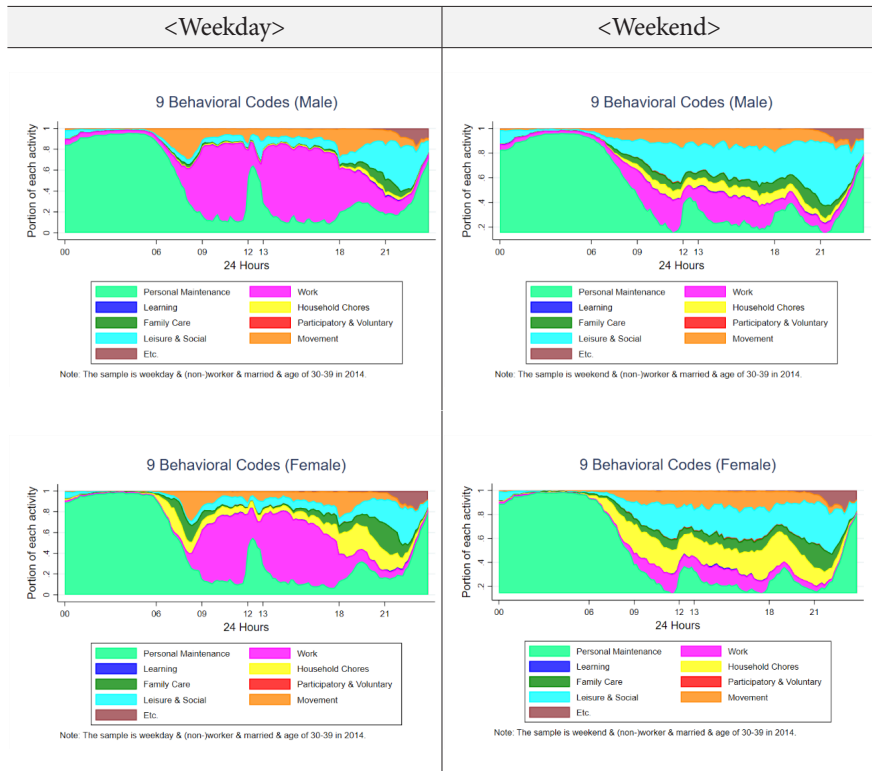 <Weekday>
<Weekend>
9 Behavioral Codes (Male)
Portion of each activity
1
.8
.6
.4
.2
0
00 06 09 12 13 18 21
24 Hours
Personal Maintenance Work
Learning Household Chores
Family Care Participatory & Voluntary
Leisure & Social Movement
Etc.
Note: The sample is weekday & (non-)worker & married & age of 30-39 in 2014.
9 Behavioral Codes (Male)
Portion of each activity
1
.8
.6
.4
.2
00 06 09 12 13 18 21
24 Hours
Personal Maintenance Work
Learning Household Chores
Family Care Participatory & Voluntary
Leisure & Social Movement
Etc.
Note: The sample is weekend & (non-)worker & married & age of 30-39 in 2014.
9 Behavioral Codes (Female)
Portion of each activity
1
.8
.6
.4
.2
0
00 06 09 12 13 18 21
24 Hours
Personal Maintenance Work
Learning Household Chores
Family Care Participatory & Voluntary
Leisure & Social Movement
Etc.
Note: The sample is weekday & (non-)worker & married & age of 30-39 in 2014.
9 Behavioral Codes (Female)
Portion of each activity
1
.8
.6
.4
.2
00 06 09 12 13 18 21
24 Hours
Personal Maintenance Work
Learning Household Chores
Family Care Participatory & Voluntary
Leisure & Social Movement
Etc.
Note: The sample is weekend & (non-)worker & married & age of 30-39 in 2014.